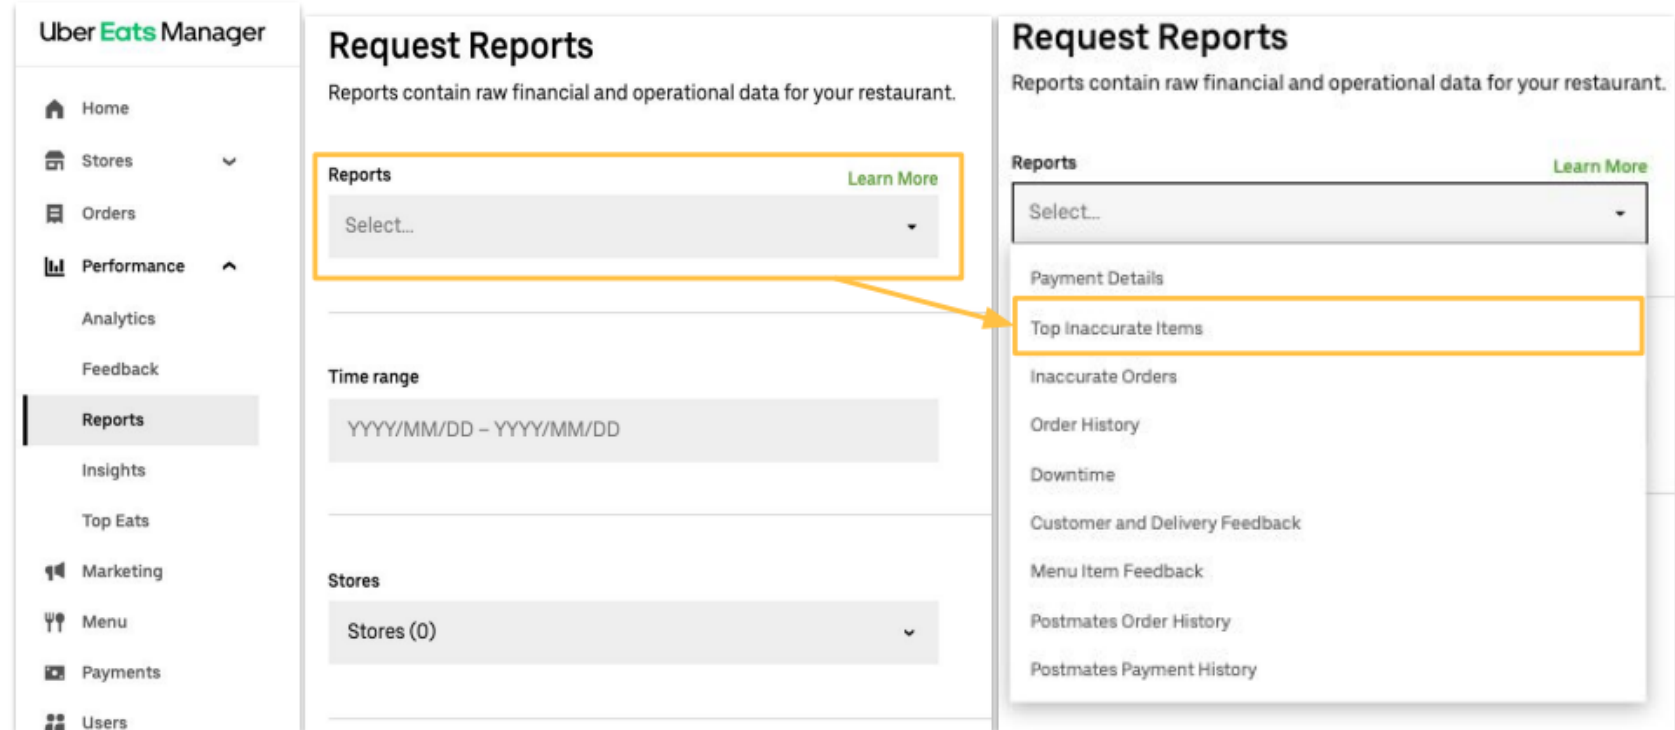 Uber Eats Manager
Home
Stores
Orders
Performance
Analytics
Feedback
Reports
Insights
Top Eats
Marketing
Menu
Payments
Users
Request Reports
Reports contain raw financial and operational data for your restaurant.
Reports
Learn More
Select...
Time range
YYYY/MM/DD – YYYY/MM/DD
Stores
Stores (0)
Request Reports
Reports contain raw financial and operational data for your restaurant.
Reports
Learn More
Select...
Payment Details
Top Inaccurate Items
Inaccurate Orders
Order History
Downtime
Customer and Delivery Feedback
Menu Item Feedback
Postmates Order History
Postmates Payment History